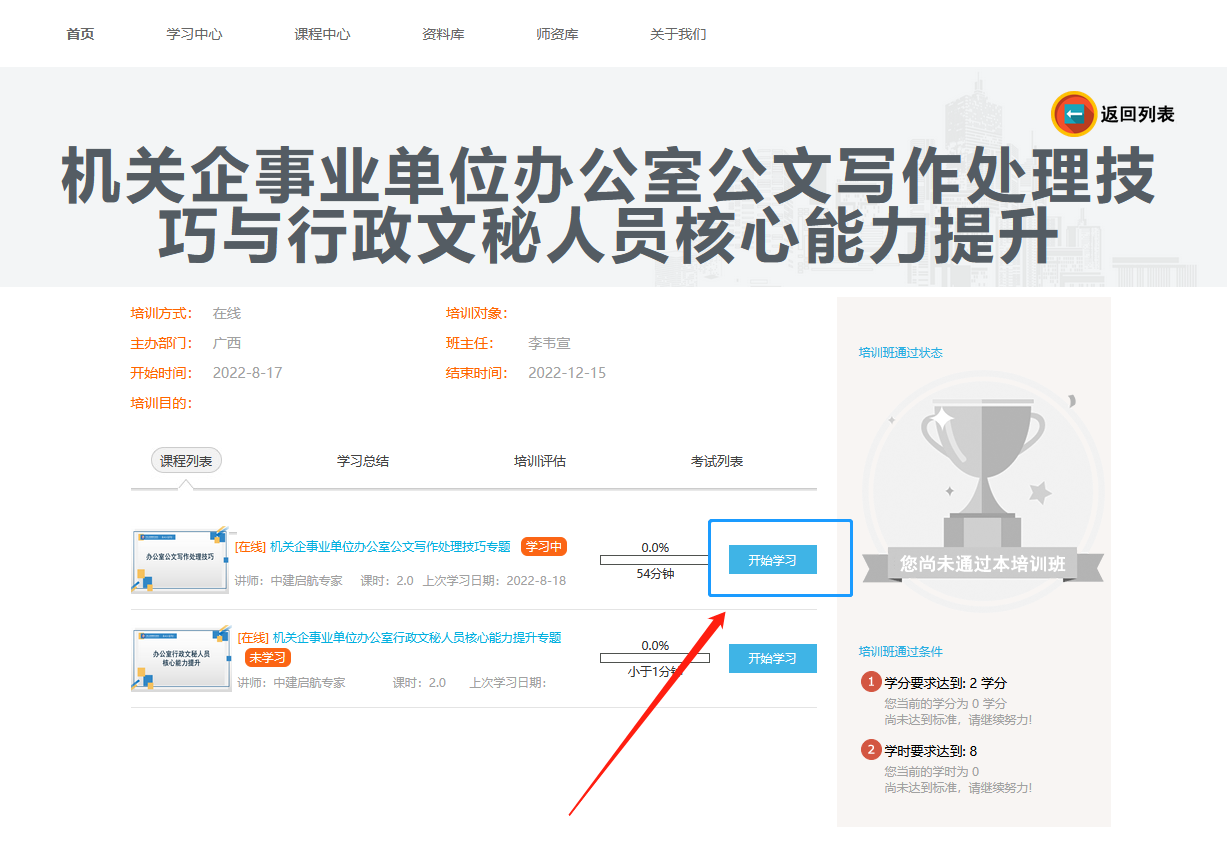 首页 学习中心 课程中心 资料库 师资库 关于我们
返回列表
机关企事业单位办公室公文写作处理技
巧与行政文秘人员核心能力提升
培训方式： 在线 培训对象：
主办部门： 广西 班主任： 李韦宣
开始时间： 2022-8-17 结束时间： 2022-12-15
培训目的：
课程列表 学习总结 培训评估 考试列表
办公室公文写作处理技巧
[在线] 机关企事业单位办公室公文写作处理技巧专题 学习中
讲师：中建启航专家 课时：2.0 上次学习日期：2022-8-18
0.0%
54分钟
开始学习
办公室行政文秘人员
核心能力提升
[在线] 机关企事业单位办公室行政文秘人员核心能力提升专题
未学习
讲师：中建启航专家 课时：2.0 上次学习日期：
0.0%
小于1分钟
开始学习
培训班通过状态
您尚未通过本培训班
培训班通过条件
1 学分要求达到: 2 学分
您当前的学分为 0 学分
尚未达到标准，请继续努力!
2 学时要求达到: 8
您当前的学时为 0
尚未达到标准，请继续努力!